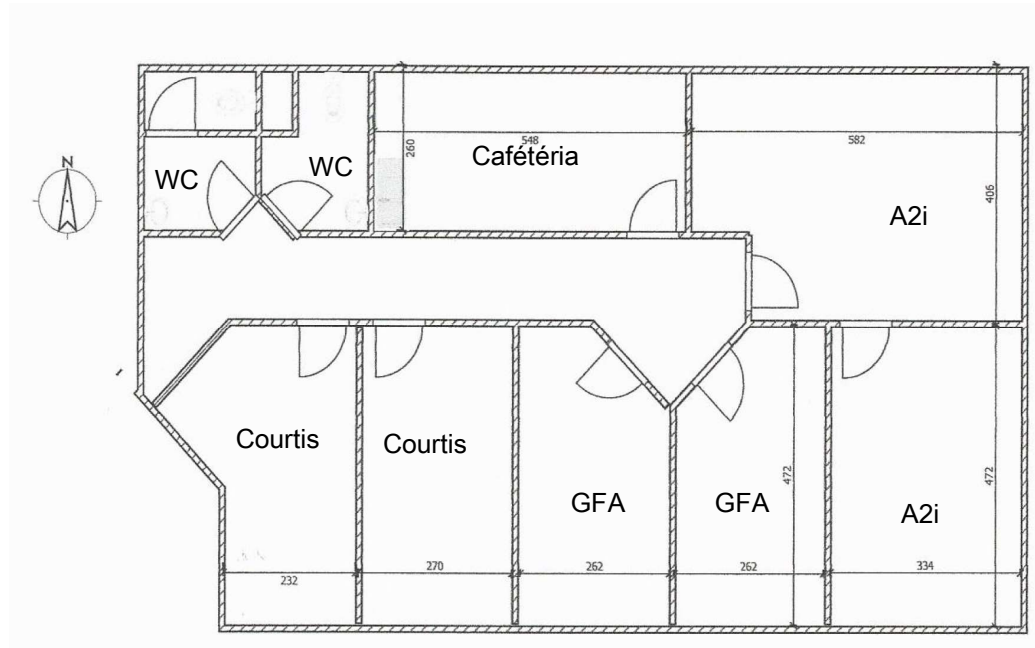 548
582
260
Cafétéria
N
WC
WC
406
A2i
Courtis
Courtis
472
472
GFA
GFA
A2i
232
270
262
262
334